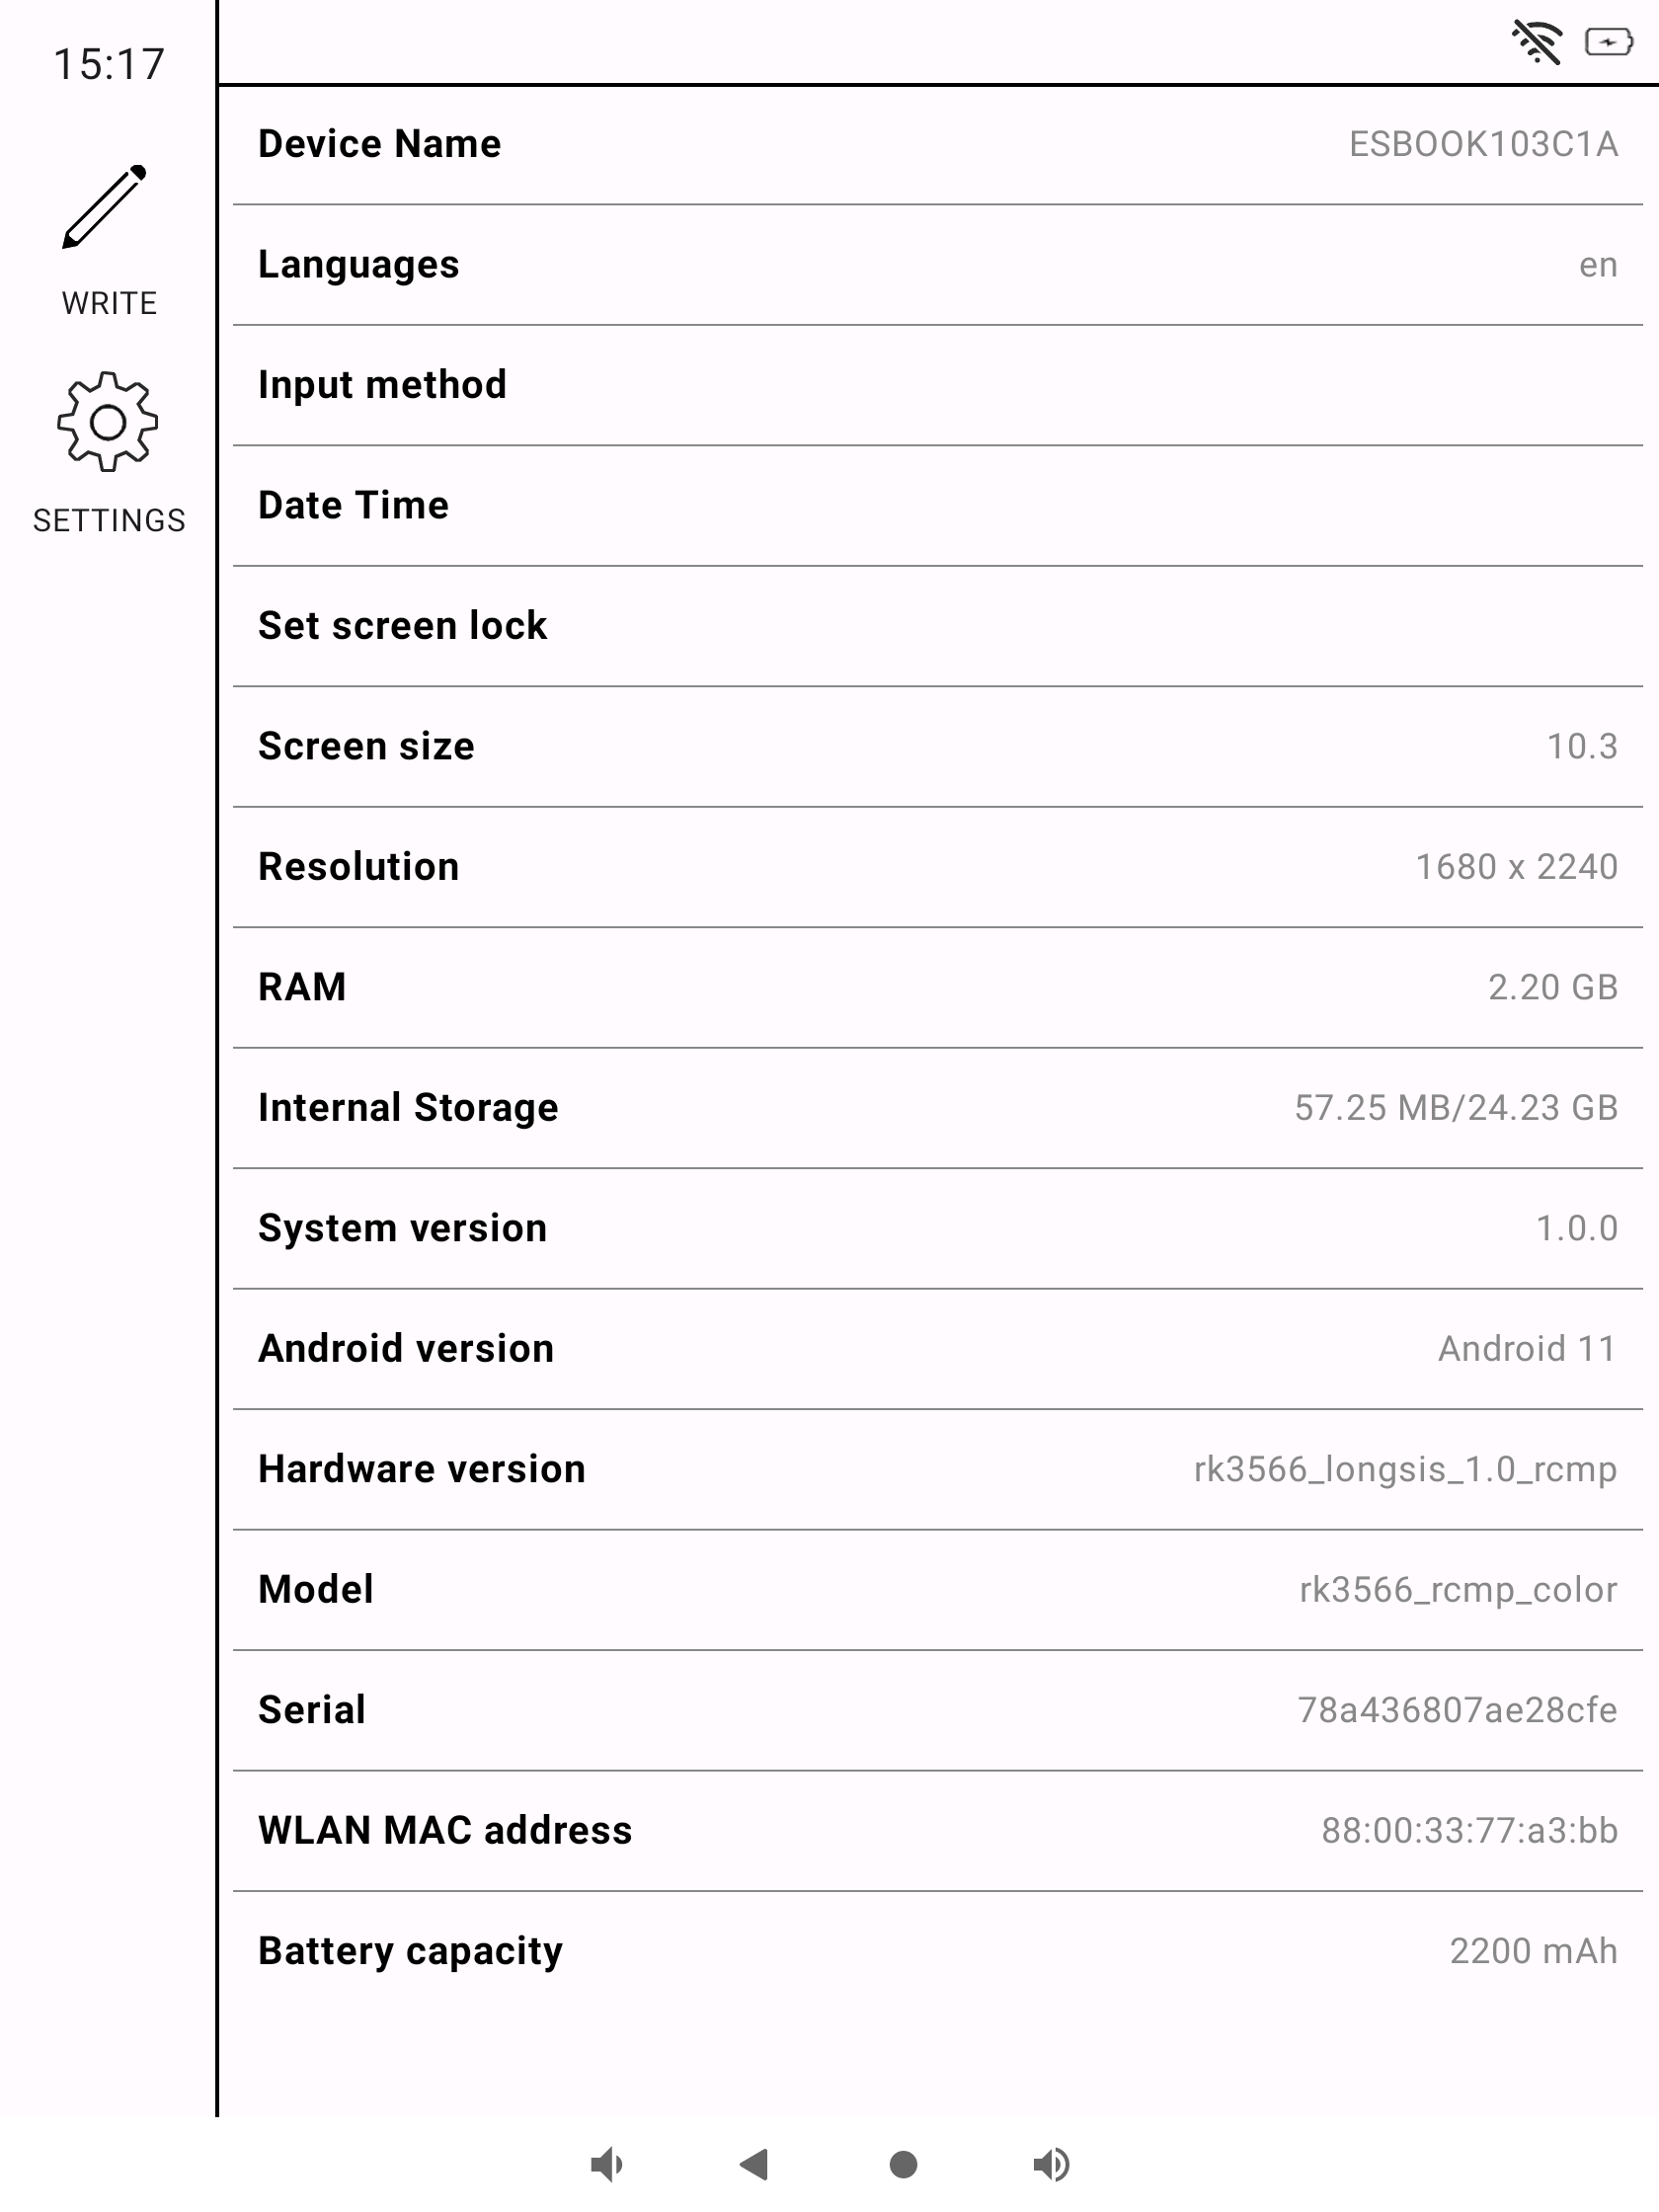 15:17
WRITE
SETTINGS
Device Name ESBOOK103C1A
Languages en
Input method
Date Time
Set screen lock
Screen size 10.3
Resolution 1680 x 2240
RAM 2.20 GB
Internal Storage 57.25 MB/24.23 GB
System version 1.0.0
Android version Android 11
Hardware version rk3566_longsis_1.0_rcmp
Model rk3566_rcmp_color
Serial 78a436807ae28cfe
WLAN MAC address 88:00:33:77:a3:bb
Battery capacity 2200 mAh